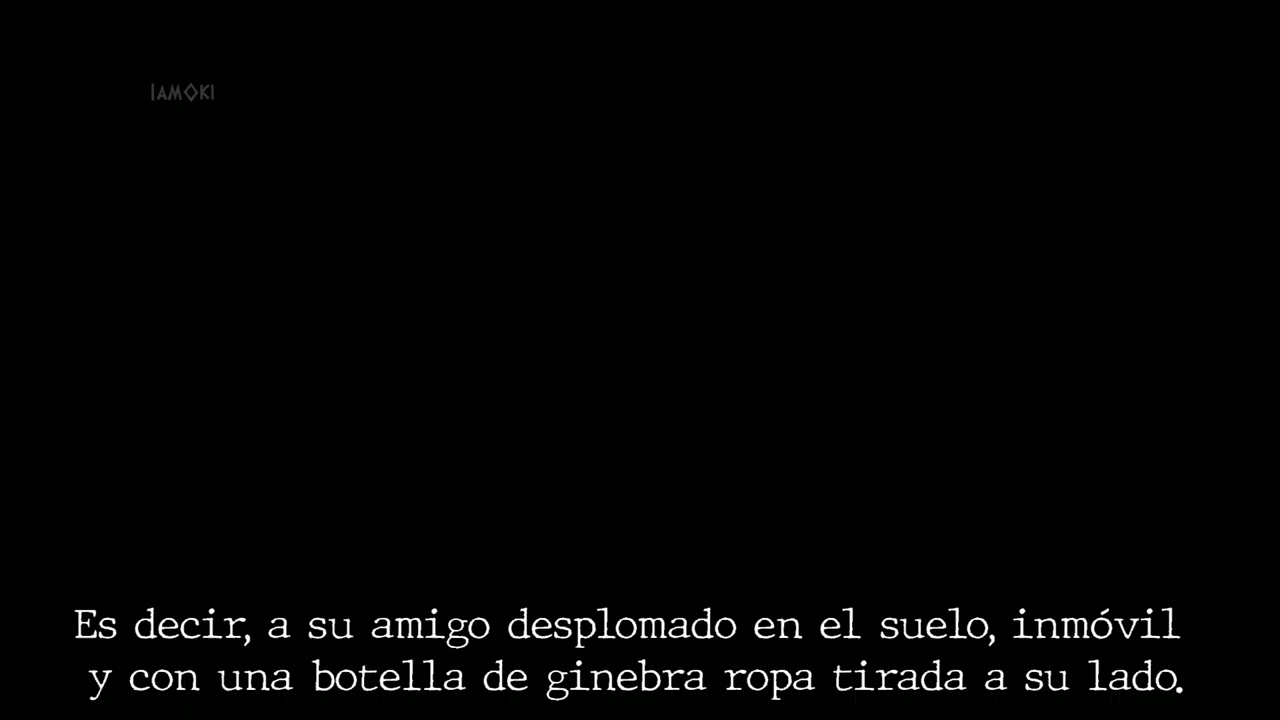 IAMOKI
Es decir, a su amigo desplomado en el suelo, inmóvil
y con una botella de ginebra ropa tirada a su lado.